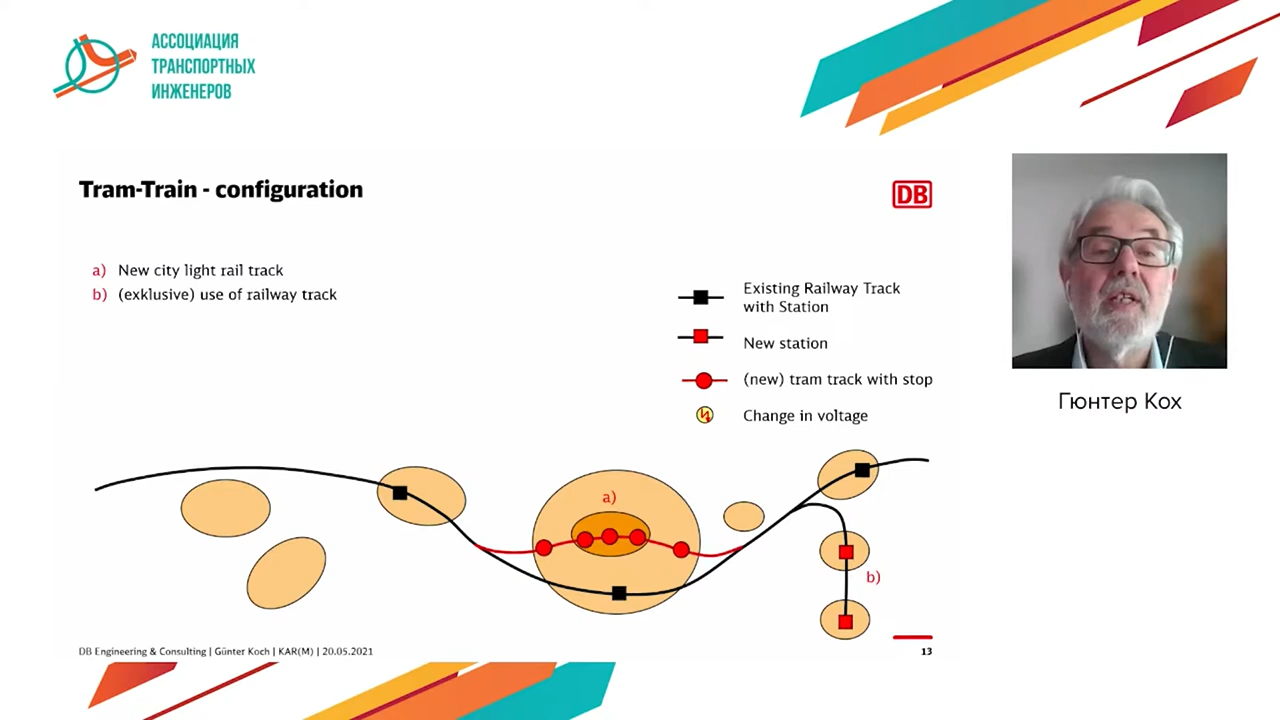 АССОЦИАЦИЯ
ТРАНСПОРТНЫХ
ИНЖЕНЕРОВ
Tram-Train - configuration
DB
a) New city light rail track
b) (exklusive) use of railway track
Existing Railway Track
with Station
New station
(new) tram track with stop
Change in voltage
a)
b)
DB Engineering & Consulting | Günter Koch | KAR(M) | 20.05.2021
13
Гюнтер Кох